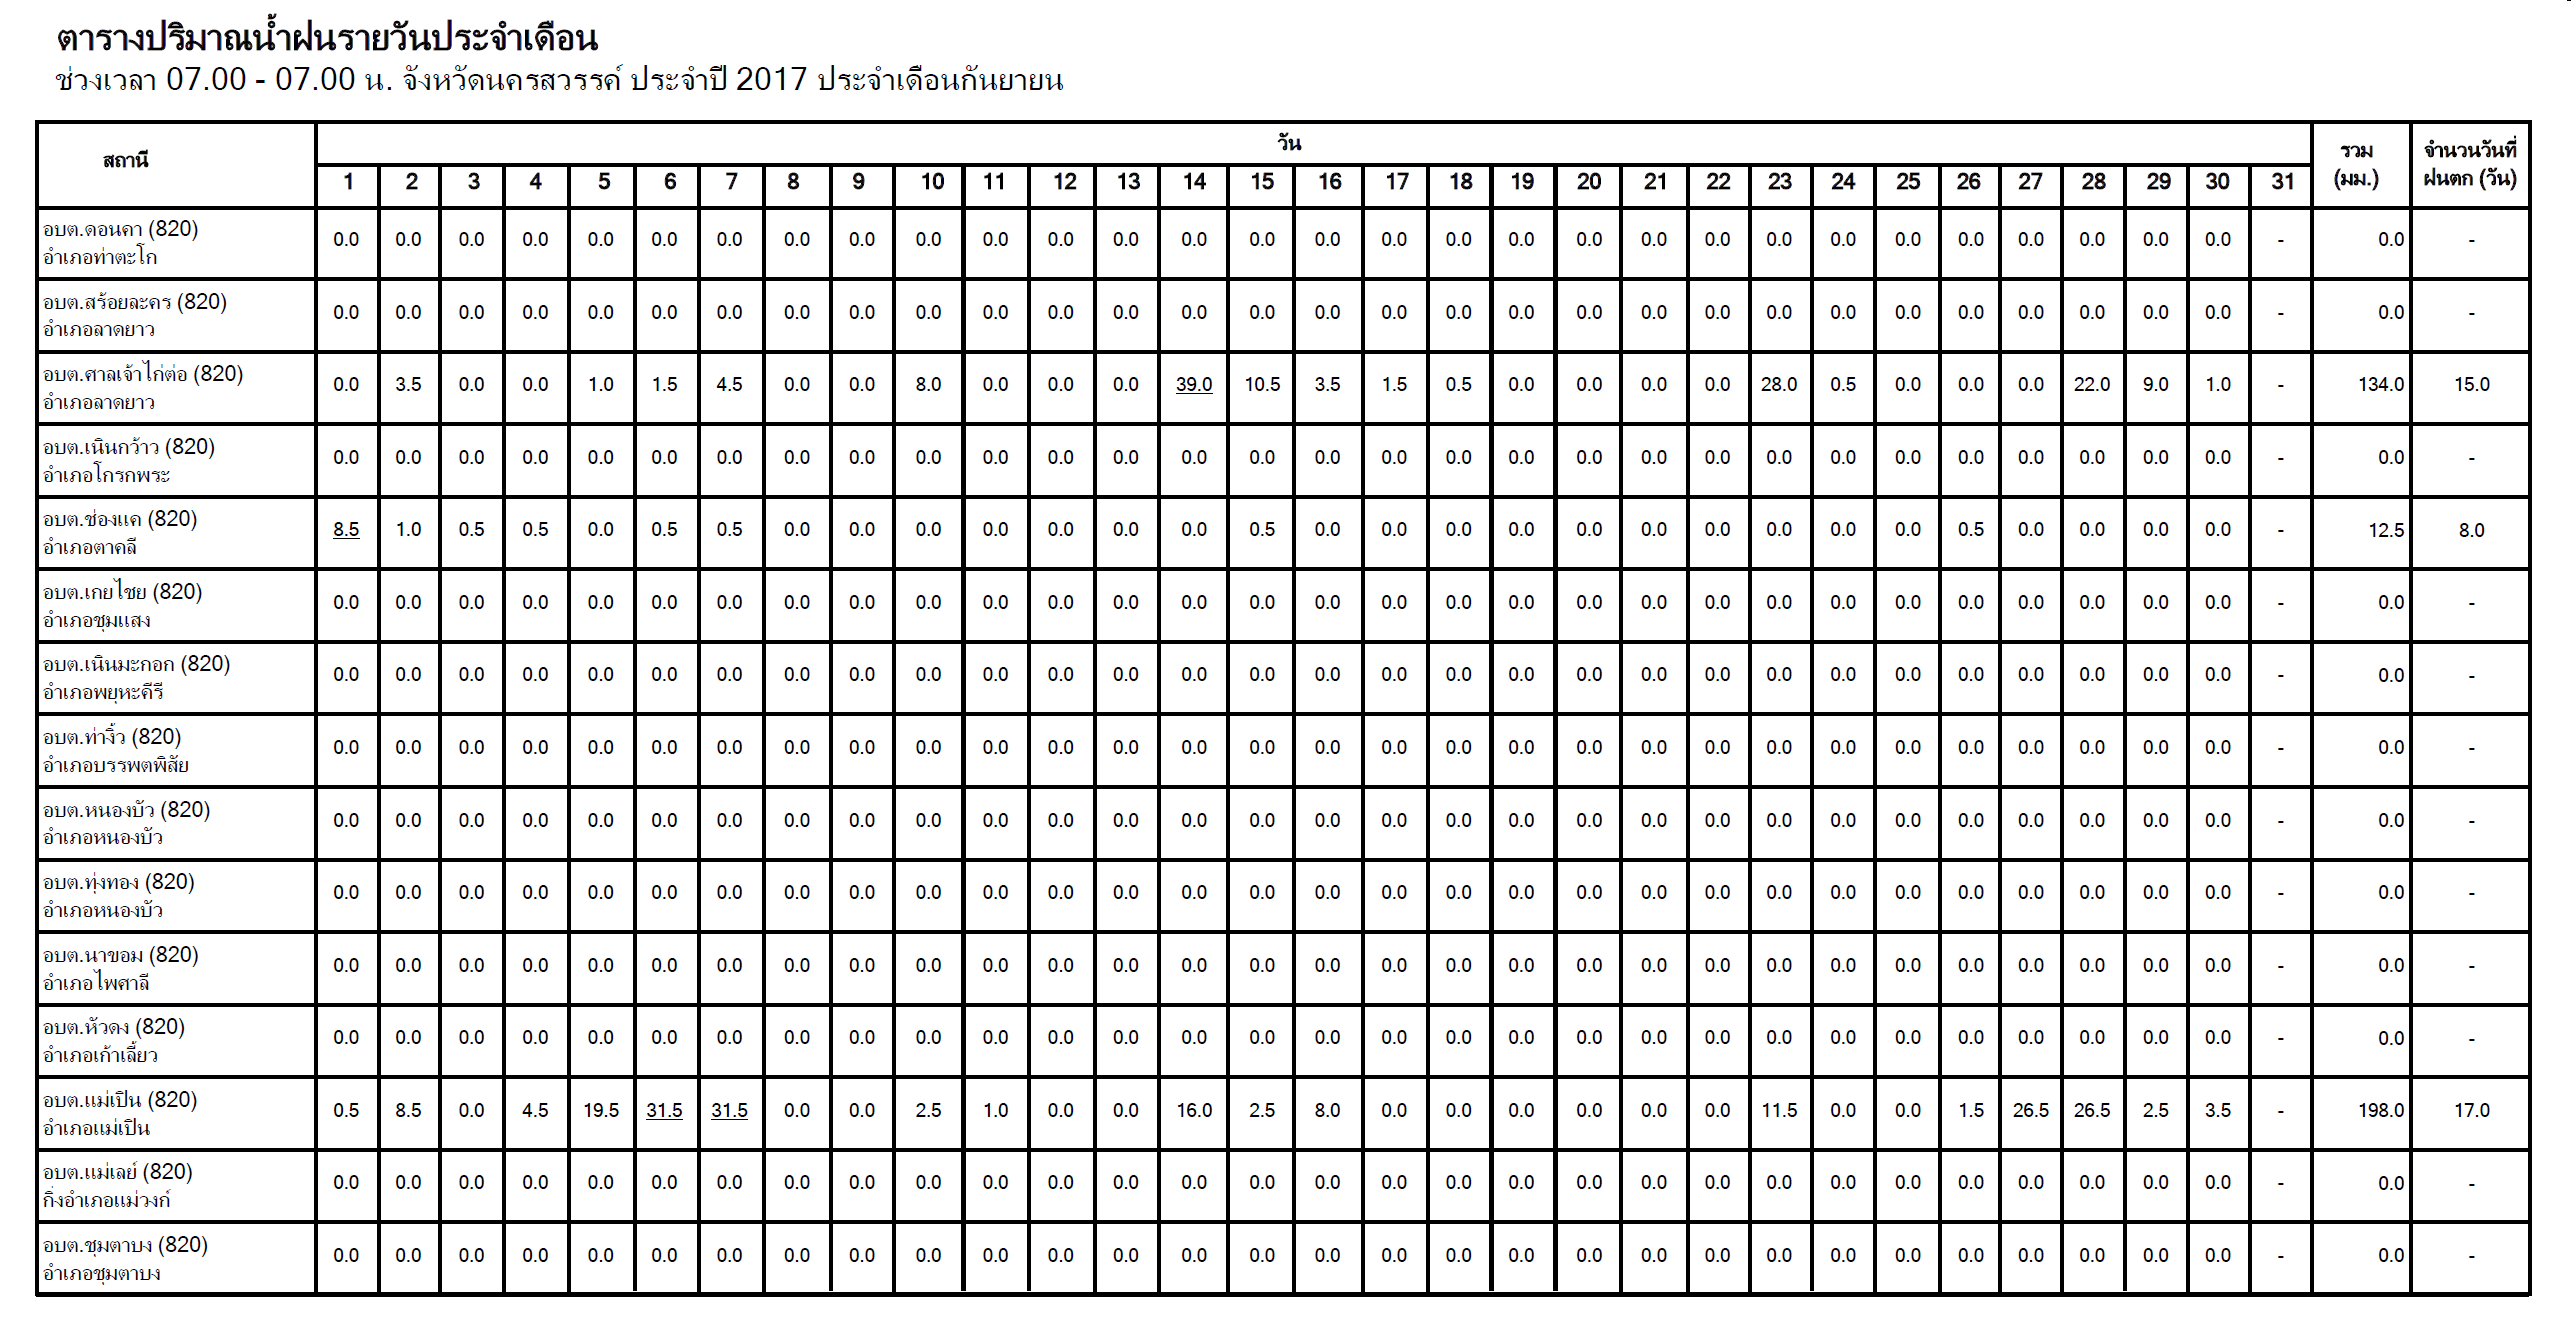 ตารางปริมาณน้ำฝนรายวันประจำเดือน
ช่วงเวลา 07.00 - 07.00 น. จังหวัดนครสวรรค์ ประจำปี 2017 ประจำเดือนกันยายน
สถานี วัน รวม (มม.) จำนวนวันที่ฝนตก (วัน)
1 2 3 4 5 6 7 8 9 10 11 12 13 14 15 16 17 18 19 20 21 22 23 24 25 26 27 28 29 30 31
อบต.ดอนคา (820)
อำเภอท่าตะโก
0.0 0.0 0.0 0.0 0.0 0.0 0.0 0.0 0.0 0.0 0.0 0.0 0.0 0.0 0.0 0.0 0.0 0.0 0.0 0.0 0.0 0.0 0.0 0.0 0.0 0.0 0.0 0.0 0.0 0.0 - 0.0 -
อบต.สร้อยละคร (820)
อำเภอลาดยาว
0.0 0.0 0.0 0.0 0.0 0.0 0.0 0.0 0.0 0.0 0.0 0.0 0.0 0.0 0.0 0.0 0.0 0.0 0.0 0.0 0.0 0.0 0.0 0.0 0.0 0.0 0.0 0.0 0.0 0.0 - 0.0 -
อบต.ศาลเจ้าไก่ต่อ (820)
อำเภอลาดยาว
0.0 3.5 0.0 0.0 1.0 1.5 4.5 0.0 0.0 8.0 0.0 0.0 0.0 39.0 10.5 3.5 1.5 0.5 0.0 0.0 0.0 0.0 28.0 0.5 0.0 0.0 0.0 22.0 9.0 1.0 - 134.0 15.0
อบต.เนินกว้าว (820)
อำเภอโกรกพระ
0.0 0.0 0.0 0.0 0.0 0.0 0.0 0.0 0.0 0.0 0.0 0.0 0.0 0.0 0.0 0.0 0.0 0.0 0.0 0.0 0.0 0.0 0.0 0.0 0.0 0.0 0.0 0.0 0.0 0.0 - 0.0 -
อบต.ช่องแค (820)
อำเภอตาคลี
8.5 1.0 0.5 0.5 0.0 0.5 0.5 0.0 0.0 0.0 0.0 0.0 0.0 0.0 0.5 0.0 0.0 0.0 0.0 0.0 0.0 0.0 0.0 0.0 0.0 0.5 0.0 0.0 0.0 0.0 - 12.5 8.0
อบต.เกยไชย (820)
อำเภอชุมแสง
0.0 0.0 0.0 0.0 0.0 0.0 0.0 0.0 0.0 0.0 0.0 0.0 0.0 0.0 0.0 0.0 0.0 0.0 0.0 0.0 0.0 0.0 0.0 0.0 0.0 0.0 0.0 0.0 0.0 0.0 - 0.0 -
อบต.เนินมะกอก (820)
อำเภอพยุหะคีรี
0.0 0.0 0.0 0.0 0.0 0.0 0.0 0.0 0.0 0.0 0.0 0.0 0.0 0.0 0.0 0.0 0.0 0.0 0.0 0.0 0.0 0.0 0.0 0.0 0.0 0.0 0.0 0.0 0.0 0.0 - 0.0 -
อบต.ท่างิ้ว (820)
อำเภอบรรพตพิสัย
0.0 0.0 0.0 0.0 0.0 0.0 0.0 0.0 0.0 0.0 0.0 0.0 0.0 0.0 0.0 0.0 0.0 0.0 0.0 0.0 0.0 0.0 0.0 0.0 0.0 0.0 0.0 0.0 0.0 0.0 - 0.0 -
อบต.หนองบัว (820)
อำเภอหนองบัว
0.0 0.0 0.0 0.0 0.0 0.0 0.0 0.0 0.0 0.0 0.0 0.0 0.0 0.0 0.0 0.0 0.0 0.0 0.0 0.0 0.0 0.0 0.0 0.0 0.0 0.0 0.0 0.0 0.0 0.0 - 0.0 -
อบต.ทุ่งทอง (820)
อำเภอหนองบัว
0.0 0.0 0.0 0.0 0.0 0.0 0.0 0.0 0.0 0.0 0.0 0.0 0.0 0.0 0.0 0.0 0.0 0.0 0.0 0.0 0.0 0.0 0.0 0.0 0.0 0.0 0.0 0.0 0.0 0.0 - 0.0 -
อบต.นาขอม (820)
อำเภอไพศาลี
0.0 0.0 0.0 0.0 0.0 0.0 0.0 0.0 0.0 0.0 0.0 0.0 0.0 0.0 0.0 0.0 0.0 0.0 0.0 0.0 0.0 0.0 0.0 0.0 0.0 0.0 0.0 0.0 0.0 0.0 - 0.0 -
อบต.หัวดง (820)
อำเภอเก้าเลี้ยว
0.0 0.0 0.0 0.0 0.0 0.0 0.0 0.0 0.0 0.0 0.0 0.0 0.0 0.0 0.0 0.0 0.0 0.0 0.0 0.0 0.0 0.0 0.0 0.0 0.0 0.0 0.0 0.0 0.0 0.0 - 0.0 -
อบต.แม่เปิน (820)
อำเภอแม่เปิน
0.5 8.5 0.0 4.5 19.5 31.5 31.5 0.0 0.0 2.5 1.0 0.0 0.0 16.0 2.5 8.0 0.0 0.0 0.0 0.0 0.0 0.0 11.5 0.0 0.0 1.5 26.5 26.5 2.5 3.5 - 198.0 17.0
อบต.แม่เลย์ (820)
กิ่งอำเภอแม่วงก์
0.0 0.0 0.0 0.0 0.0 0.0 0.0 0.0 0.0 0.0 0.0 0.0 0.0 0.0 0.0 0.0 0.0 0.0 0.0 0.0 0.0 0.0 0.0 0.0 0.0 0.0 0.0 0.0 0.0 0.0 - 0.0 -
อบต.ชุมตาบง (820)
อำเภอชุมตาบง
0.0 0.0 0.0 0.0 0.0 0.0 0.0 0.0 0.0 0.0 0.0 0.0 0.0 0.0 0.0 0.0 0.0 0.0 0.0 0.0 0.0 0.0 0.0 0.0 0.0 0.0 0.0 0.0 0.0 0.0 - 0.0 -